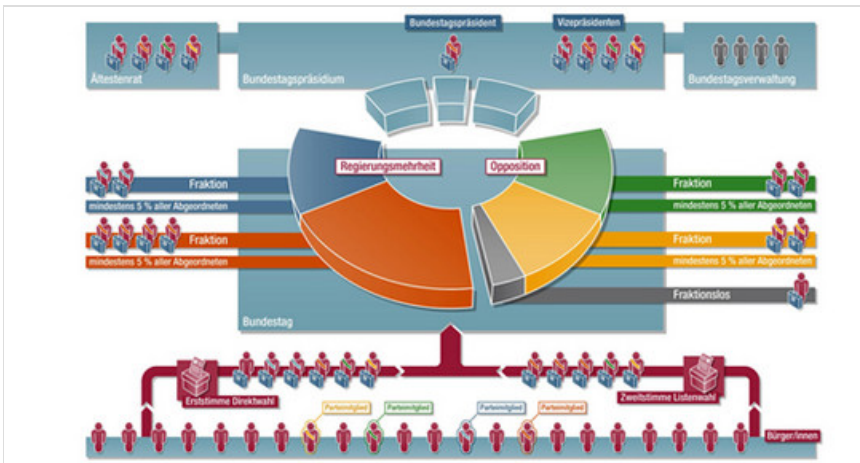 Bundestagspräsident
Vizepräsidenten
Ältestenrat
Bundestagspräsidium
Bundestagsverwaltung
Regierungsmehrheit
Opposition
Fraktion
mindestens 5 % aller Abgeordneten
Fraktion
mindestens 5 % aller Abgeordneten
Fraktion
mindestens 5 % aller Abgeordneten
Fraktion
mindestens 5 % aller Abgeordneten
Fraktionslos
Bundestag
Erststimme Direktwahl
Zweitstimme Listenwahl
Parteimitglied
Parteimitglied
Parteimitglied
Parteimitglied
Bürger/innen